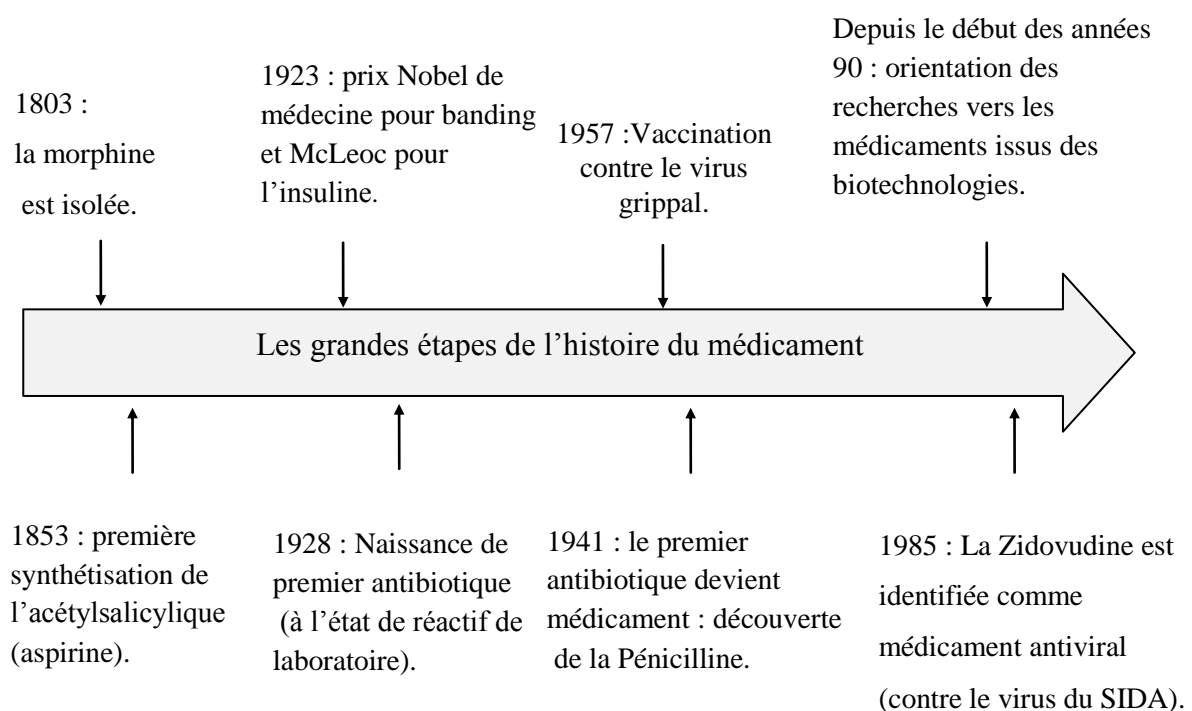 1803 :
la morphine
est isolée.
1923 : prix Nobel de
médecine pour banding
et McLeoc pour
l’insuline.
1957 :Vaccination
contre le virus
grippal.
Depuis le début des années
90 : orientation des
recherches vers les
médicaments issus des
biotechnologies.
Les grandes étapes de l’histoire du médicament
1853 : première
synthétisation de
l’acétylsalicylique
(aspirine).
1928 : Naissance de
premier antibiotique
(à l’état de réactif de
laboratoire).
1941 : le premier
antibiotique devient
médicament : découverte
de la Pénicilline.
1985 : La Zidovudine est
identifiée comme
médicament antiviral
(contre le virus du SIDA).